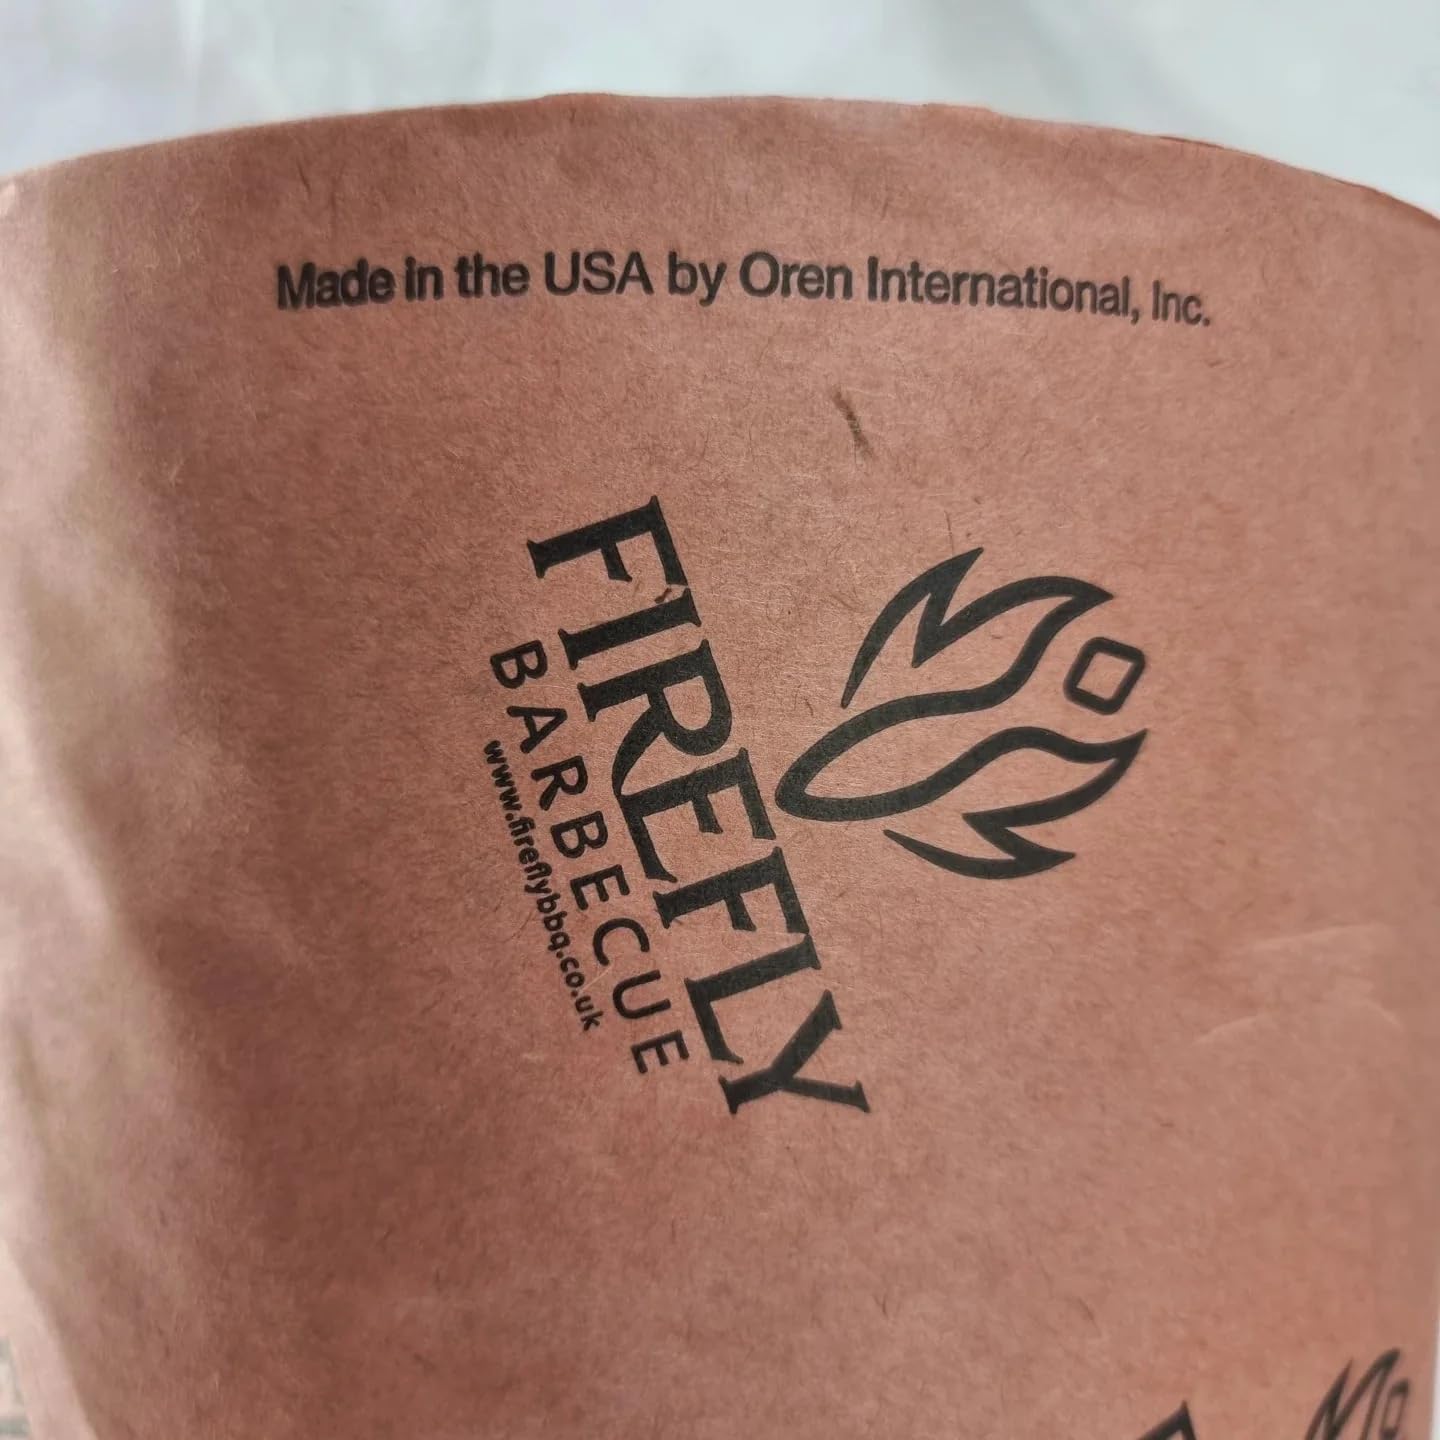 Made in the USA by Oren International, Inc.
FIREFLY
BARBECUE
www.fireflybbq.co.uk
F